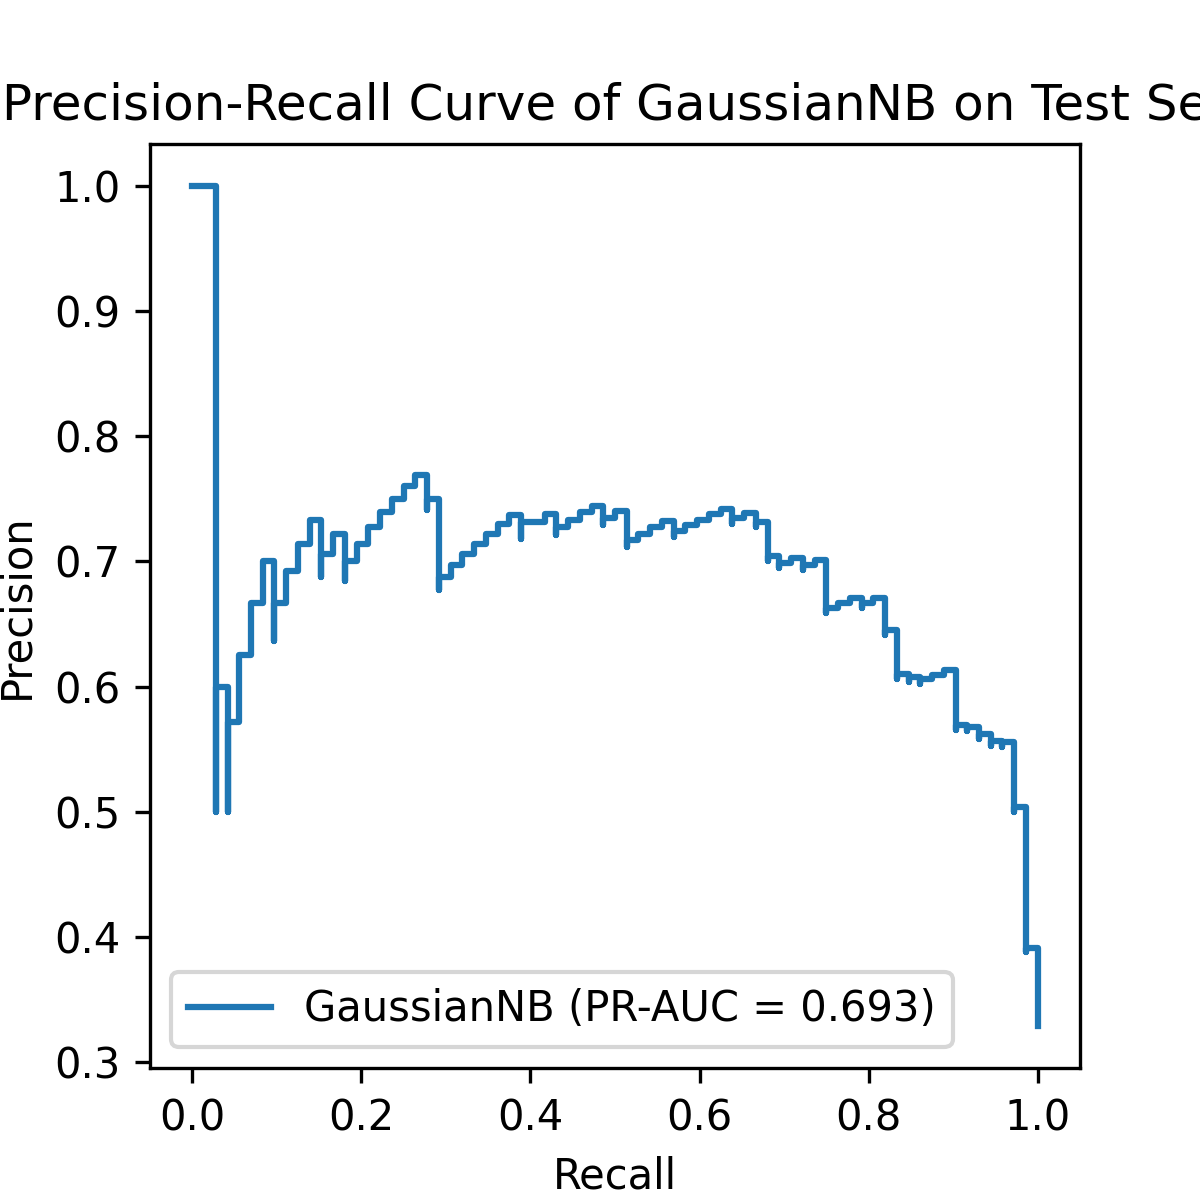 Precision-Recall Curve of GaussianNB on Test Se
1.0
0.9
0.8
0.7
0.6
0.5
0.4
0.3
Precision
GaussianNB (PR-AUC = 0.693)
0.0 0.2 0.4 0.6 0.8 1.0
Recall